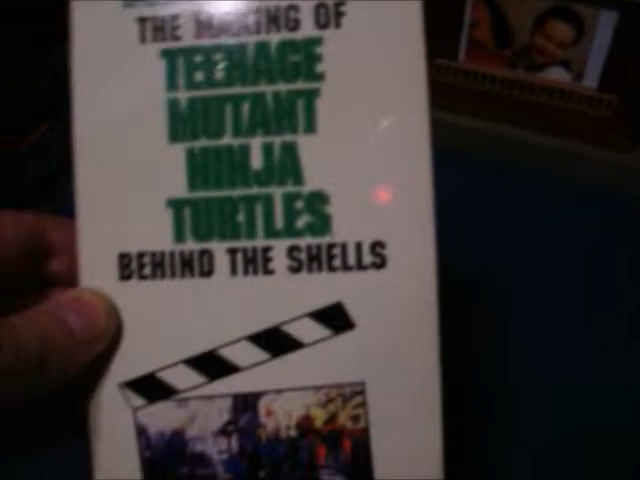 THE MAKING OF
TEENAGE
MUTANT
NINJA
TURTLES
BEHIND THE SHELLS